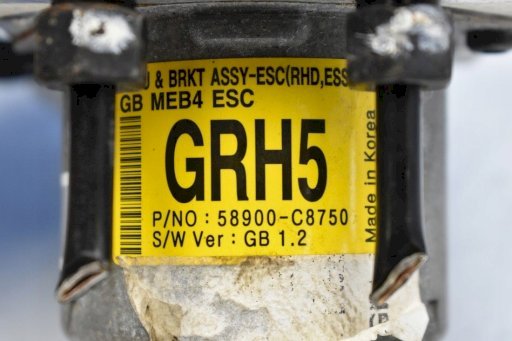 & BRKT ASSY-ESC(RHD,ESS
GB MEB4 ESC
GRH5
P/NO : 58900-C8750
S/W Ver : GB 1.2
Made in Korea